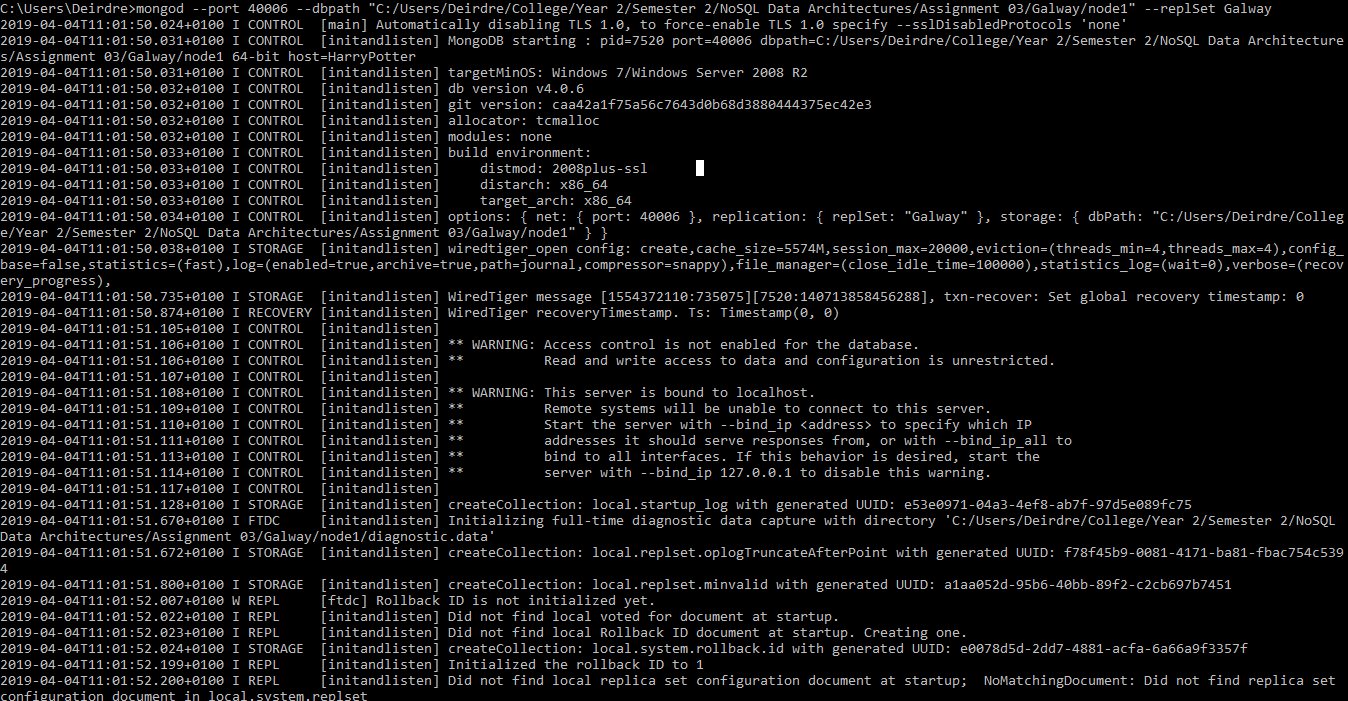 C:\Users\Deirdre>mongod --port 40006 --dbpath "C:/Users/Deirdre/College/Year 2/Semester 2/NoSQL Data Architectures/Assignment 03/Galway/node1" --replSet Galway
2019-04-04T11:01:50.024+0100 I CONTROL  [main] Automatically disabling TLS 1.0, to force-enable TLS 1.0 specify --sslDisabledProtocols 'none'
2019-04-04T11:01:50.031+0100 I CONTROL  [initandlisten] MongoDB starting : pid=7520 port=40006 dbpath=C:/Users/Deirdre/College/Year 2/Semester 2/NoSQL Data Architecture
s/Assignment 03/Galway/node1 64-bit host=HarryPotter
2019-04-04T11:01:50.031+0100 I CONTROL  [initandlisten] targetMinOS: Windows 7/Windows Server 2008 R2
2019-04-04T11:01:50.032+0100 I CONTROL  [initandlisten] db version v4.0.6
2019-04-04T11:01:50.032+0100 I CONTROL  [initandlisten] git version: caa42a1f75a56c7643d0b68d3880444375ec42e3
2019-04-04T11:01:50.032+0100 I CONTROL  [initandlisten] allocator: tcmalloc
2019-04-04T11:01:50.032+0100 I CONTROL  [initandlisten] modules: none
2019-04-04T11:01:50.033+0100 I CONTROL  [initandlisten] build environment:
2019-04-04T11:01:50.033+0100 I CONTROL  [initandlisten]     distmod: 2008plus-ssl
2019-04-04T11:01:50.033+0100 I CONTROL  [initandlisten]     distarch: x86_64
2019-04-04T11:01:50.033+0100 I CONTROL  [initandlisten]     target_arch: x86_64
2019-04-04T11:01:50.034+0100 I CONTROL  [initandlisten] options: { net: { port: 40006 }, replication: { replSet: "Galway" }, storage: { dbPath: "C:/Users/Deirdre/Colleg
e/Year 2/Semester 2/NoSQL Data Architectures/Assignment 03/Galway/node1" } }
2019-04-04T11:01:50.038+0100 I STORAGE  [initandlisten] wiredtiger_open config: create,cache_size=5574M,session_max=20000,eviction=(threads_min=4,threads_max=4),config_
base=false,statistics=(fast),log=(enabled=true,archive=true,path=journal,compressor=snappy),file_manager=(close_idle_time=100000),statistics_log=(wait=0),verbose=(recov
ery_progress),
2019-04-04T11:01:50.735+0100 I STORAGE  [initandlisten] WiredTiger message [1554372110:735075][7520:140713858456288], txn-recover: Set global recovery timestamp: 0
2019-04-04T11:01:50.874+0100 I RECOVERY [initandlisten] WiredTiger recoveryTimestamp. Ts: Timestamp(0, 0)
2019-04-04T11:01:51.105+0100 I CONTROL  [initandlisten]
2019-04-04T11:01:51.106+0100 I CONTROL  [initandlisten] ** WARNING: Access control is not enabled for the database.
2019-04-04T11:01:51.106+0100 I CONTROL  [initandlisten] **          Read and write access to data and configuration is unrestricted.
2019-04-04T11:01:51.107+0100 I CONTROL  [initandlisten]
2019-04-04T11:01:51.108+0100 I CONTROL  [initandlisten] ** WARNING: This server is bound to localhost.
2019-04-04T11:01:51.109+0100 I CONTROL  [initandlisten] **          Remote systems will be unable to connect to this server.
2019-04-04T11:01:51.110+0100 I CONTROL  [initandlisten] **          Start the server with --bind_ip <address> to specify which IP
2019-04-04T11:01:51.111+0100 I CONTROL  [initandlisten] **          addresses it should serve responses from, or with --bind_ip_all to
2019-04-04T11:01:51.113+0100 I CONTROL  [initandlisten] **          bind to all interfaces. If this behavior is desired, start the
2019-04-04T11:01:51.114+0100 I CONTROL  [initandlisten] **          server with --bind_ip 127.0.0.1 to disable this warning.
2019-04-04T11:01:51.117+0100 I CONTROL  [initandlisten]
2019-04-04T11:01:51.128+0100 I STORAGE  [initandlisten] createCollection: local.startup_log with generated UUID: e53e0971-04a3-4ef8-ab7f-97d5e089fc75
2019-04-04T11:01:51.670+0100 I FTDC     [initandlisten] Initializing full-time diagnostic data capture with directory 'C:/Users/Deirdre/College/Year 2/Semester 2/NoSQL
Data Architectures/Assignment 03/Galway/node1/diagnostic.data'
2019-04-04T11:01:51.672+0100 I STORAGE  [initandlisten] createCollection: local.replset.oplogTruncateAfterPoint with generated UUID: f78f45b9-0081-4171-ba81-fbac754c539
4
2019-04-04T11:01:51.800+0100 I STORAGE  [initandlisten] createCollection: local.replset.minvalid with generated UUID: a1aa052d-95b6-40bb-89f2-c2cb697b7451
2019-04-04T11:01:52.007+0100 W REPL     [ftdc] Rollback ID is not initialized yet.
2019-04-04T11:01:52.022+0100 I REPL     [initandlisten] Did not find local voted for document at startup.
2019-04-04T11:01:52.023+0100 I REPL     [initandlisten] Did not find local Rollback ID document at startup. Creating one.
2019-04-04T11:01:52.024+0100 I STORAGE  [initandlisten] createCollection: local.system.rollback.id with generated UUID: e0078d5d-2dd7-4881-acfa-6a66a9f3357f
2019-04-04T11:01:52.199+0100 I REPL     [initandlisten] Initialized the rollback ID to 1
2019-04-04T11:01:52.200+0100 I REPL     [initandlisten] Did not find local replica set configuration document at startup;  NoMatchingDocument: Did not find replica set
configuration document in local.system.replset